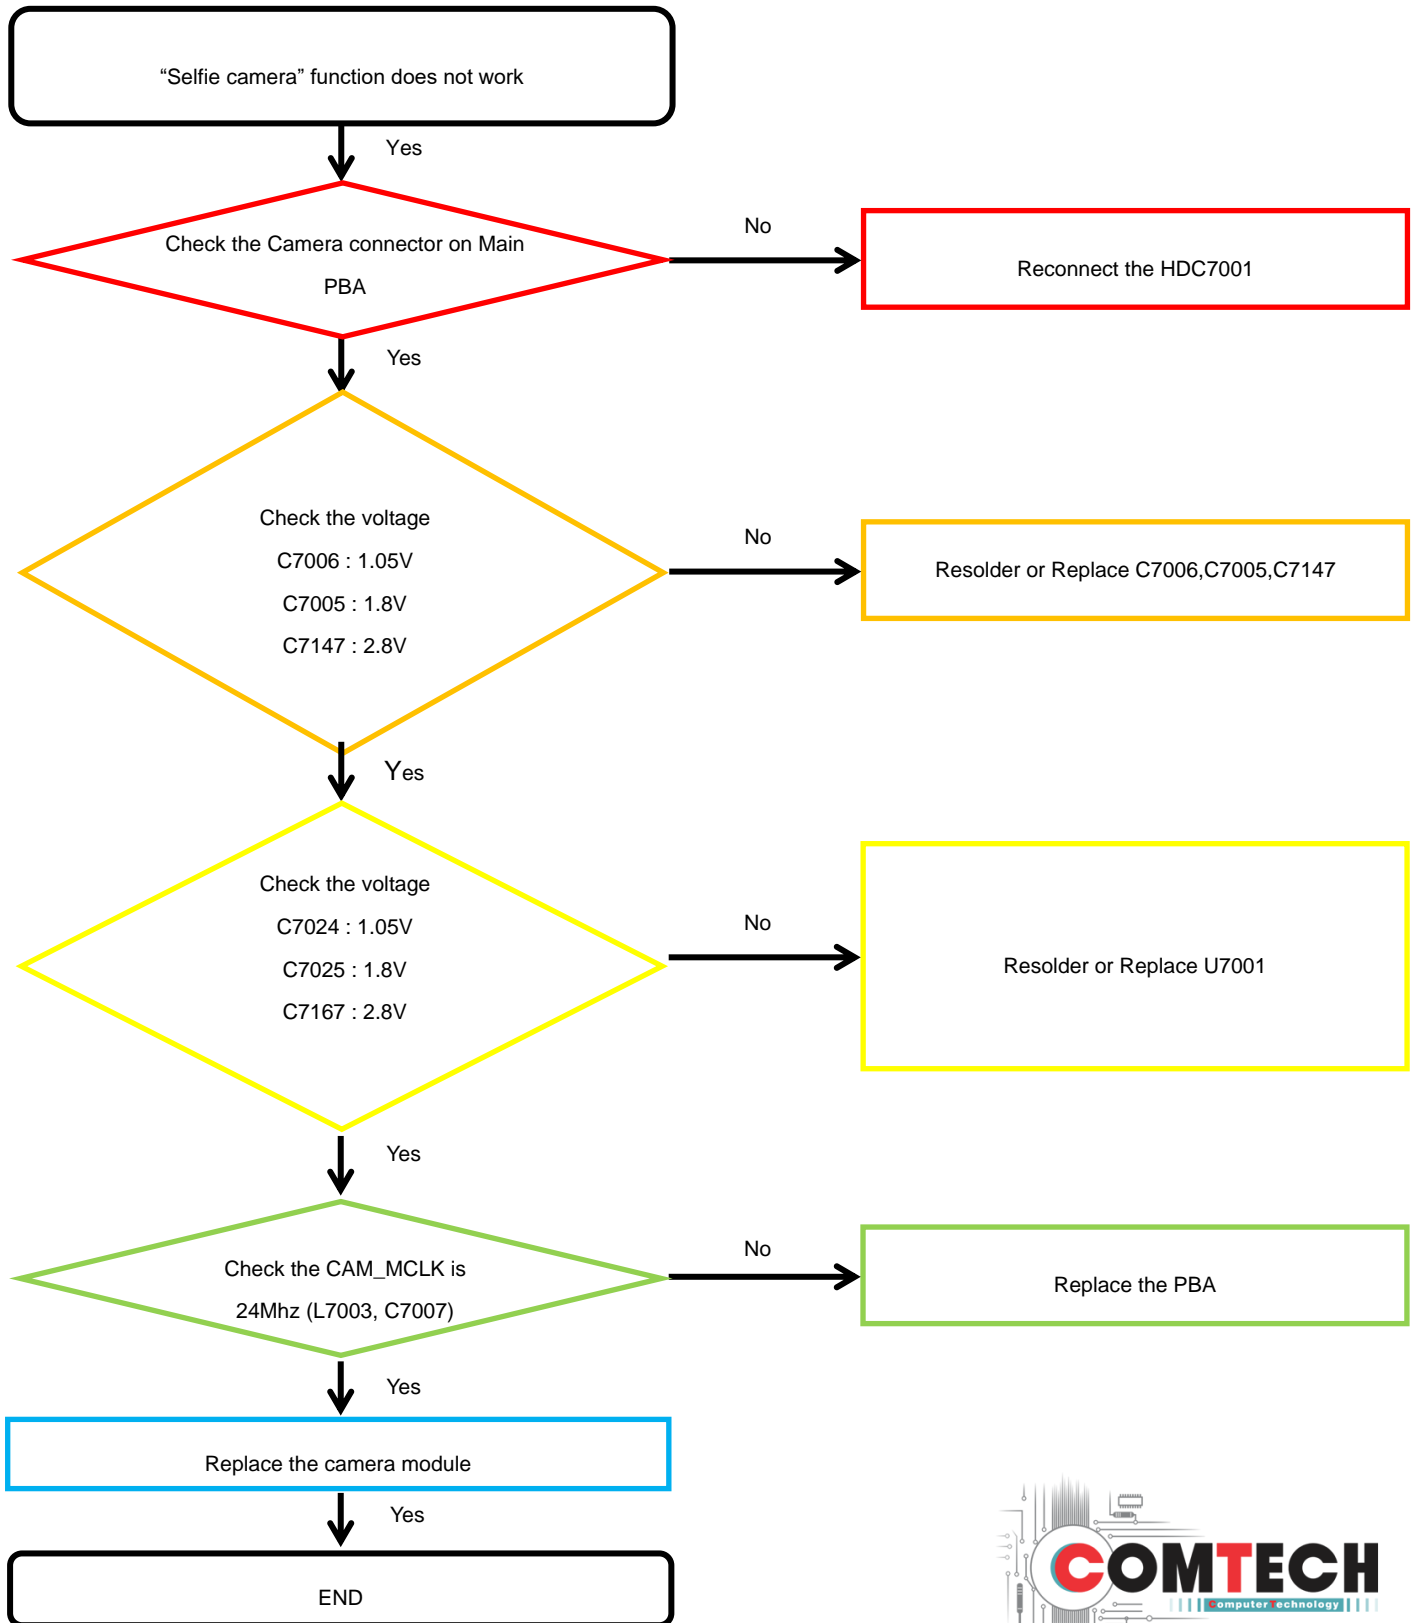 “Selfie camera” function does not work
Yes
Check the Camera connector on Main
PBA
No
Reconnect the HDC7001
Yes
Check the voltage
C7006 : 1.05V
C7005 : 1.8V
C7147 : 2.8V
No
Resolder or Replace C7006,C7005,C7147
Yes
Check the voltage
C7024 : 1.05V
C7025 : 1.8V
C7167 : 2.8V
No
Resolder or Replace U7001
Yes
Check the CAM_MCLK is
24Mhz (L7003, C7007)
No
Replace the PBA
Yes
Replace the camera module
Yes
END
COMTECH
Computer Technology